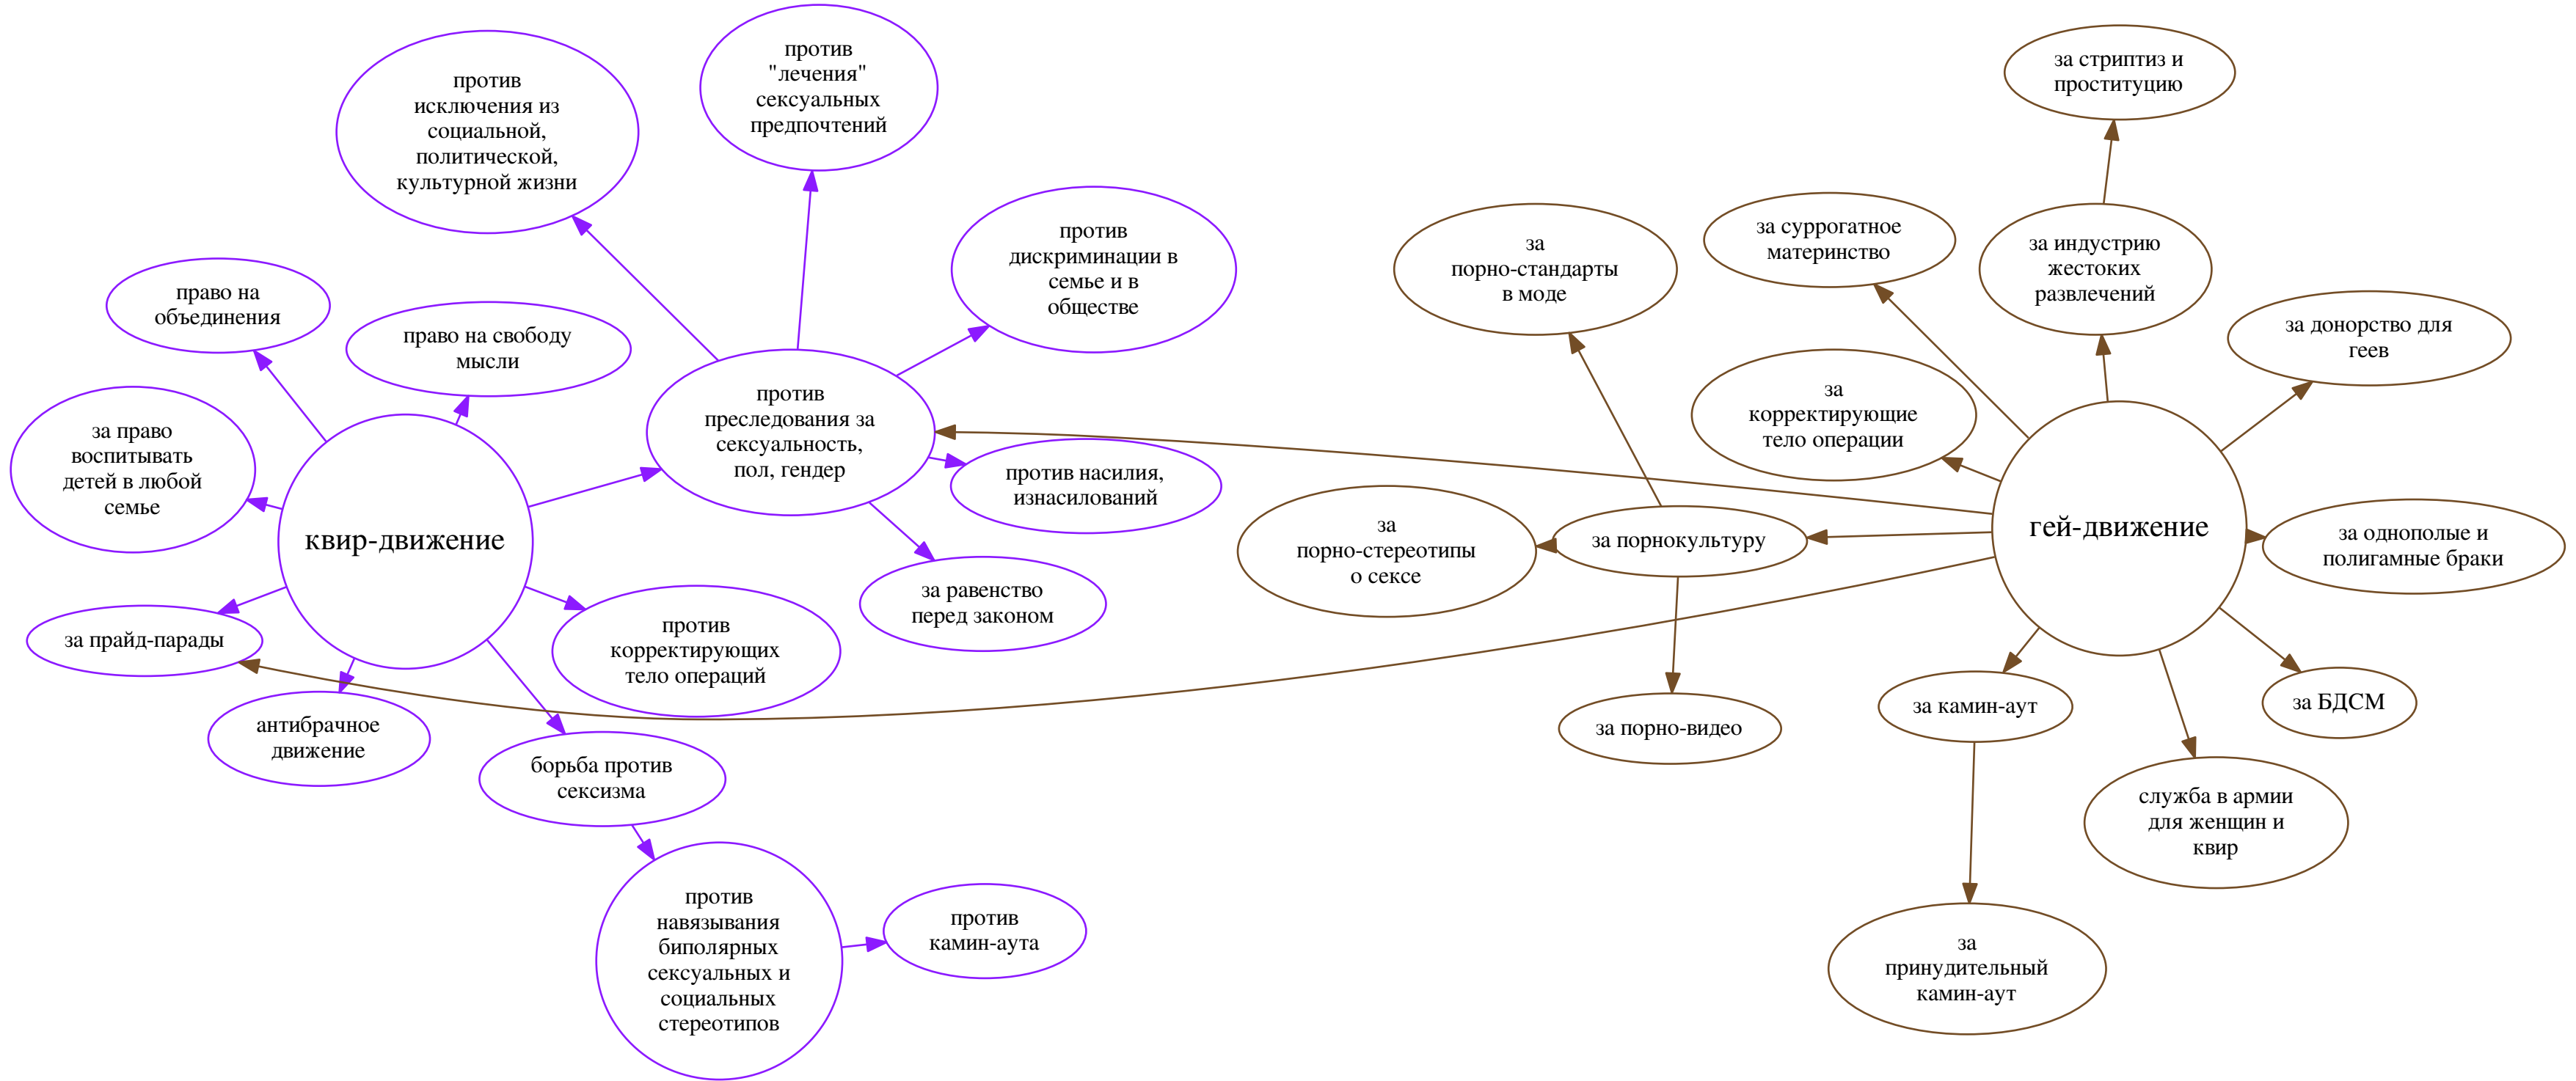 против
"лечения"
сексуальных
предпочтений
против
исключения из
социальной,
политической,
культурной жизни
за стриптиз и
проституцию
против
дискриминации в
семье и в
обществе
за
порно-стандарты
в моде
за суррогатное
материнство
за индустрию
жестоких
развлечений
право на
объединения
право на свободу
мысли
за донорство для
геев
против
преследования за
сексуальность,
пол, гендер
за
корректирующие
тело операции
за право
воспитывать
детей в любой
семье
против насилия,
изнасилований
квир-движение
за
порно-стереотипы
о сексе
за порнокультуру
гей-движение
за однополые и
полигамные браки
за равенство
перед законом
за прайд-парады
против
корректирующих
тело операций
антибрачное
движение
за порно-видео
за камин-аут
за БДСМ
борьба против
сексизма
служба в армии
для женщин и
квир
против
навязывания
биполярных
сексуальных и
социальных
стереотипов
против
камин-аута
за
принудительный
камин-аут